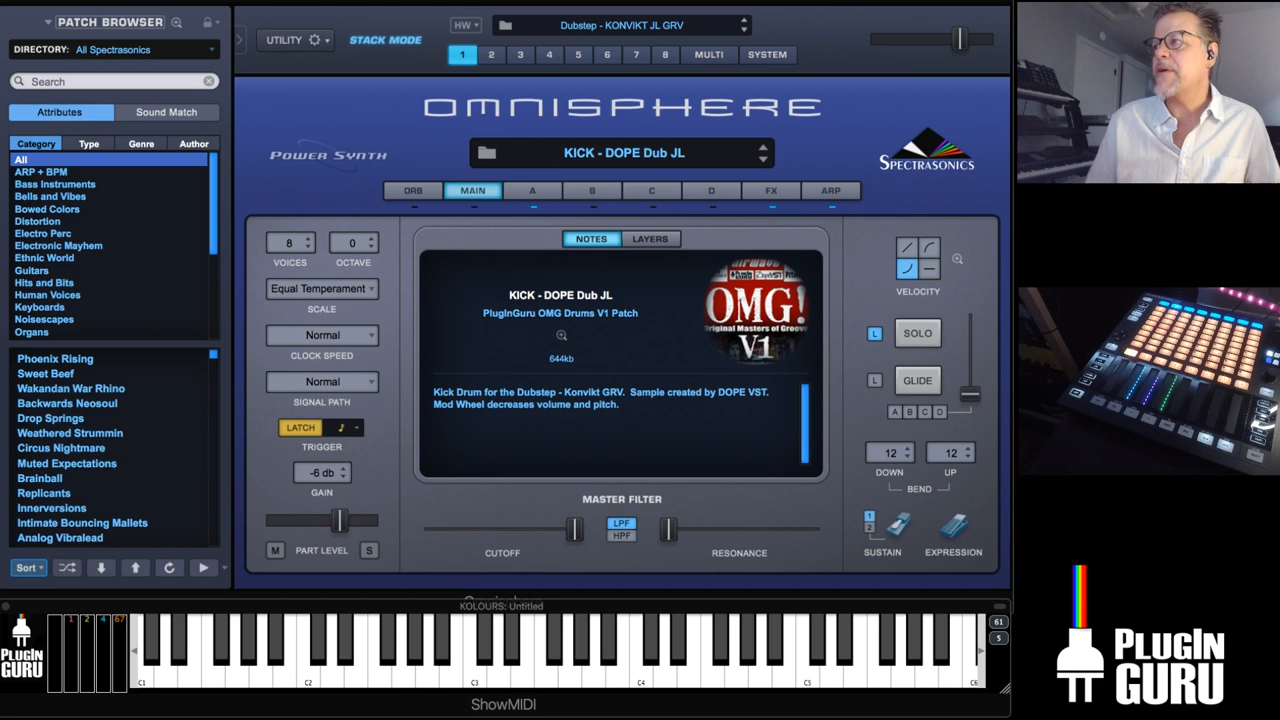 PATCH BROWSER
DIRECTORY: All Spectrasonics
Search
Attributes Sound Match
Category Type Genre Author
All
ARP + BPM
Bass Instruments
Bells and Vibes
Bowed Colors
Distortion
Electro Perc
Electronic Mayhem
Ethnic World
Guitars
Hits and Bits
Human Voices
Keyboards
Noisescapes
Organs
Phoenix Rising
Sweet Beef
Wakandan War Rhino
Backwards Neosoul
Drop Springs
Weathered Strummin
Circus Nightmare
Muted Expectations
Brainball
Replicants
Innerversions
Intimate Bouncing Mallets
Analog Vibralead
Sort
UTILITY STACK MODE
HW Dubstep - KONVIKT JL GRV
1 2 3 4 5 6 7 8 MULTI SYSTEM
OMNISPHERE
POWER SYNTH
KICK - DOPE Dub JL
SPECTRASONICS
ORB MAIN A B C D FX ARP
8 0
VOICES OCTAVE
Equal Temperament
SCALE
Normal
CLOCK SPEED
Normal
SIGNAL PATH
LATCH
TRIGGER
-6 db
GAIN
M PART LEVEL S
NOTES LAYERS
KICK - DOPE Dub JL
PlugInGuru OMG Drums V1 Patch
644kb
OMG!
Original Masters of Groove
V1
Kick Drum for the Dubstep - Konvikt GRV. Sample created by DOPE VST.
Mod Wheel decreases volume and pitch.
MASTER FILTER
CUTOFF LPF HPF RESONANCE
VELOCITY
L SOLO
L GLIDE
A B C D
12 12
DOWN UP
BEND
1
2
SUSTAIN EXPRESSION
KOLOURS: Untitled
PLUGIN
GURU
1 2 4 67
C1 C2 C3 C4 C5 C6
61
5
ShowMIDI
PLUGIN
GURU